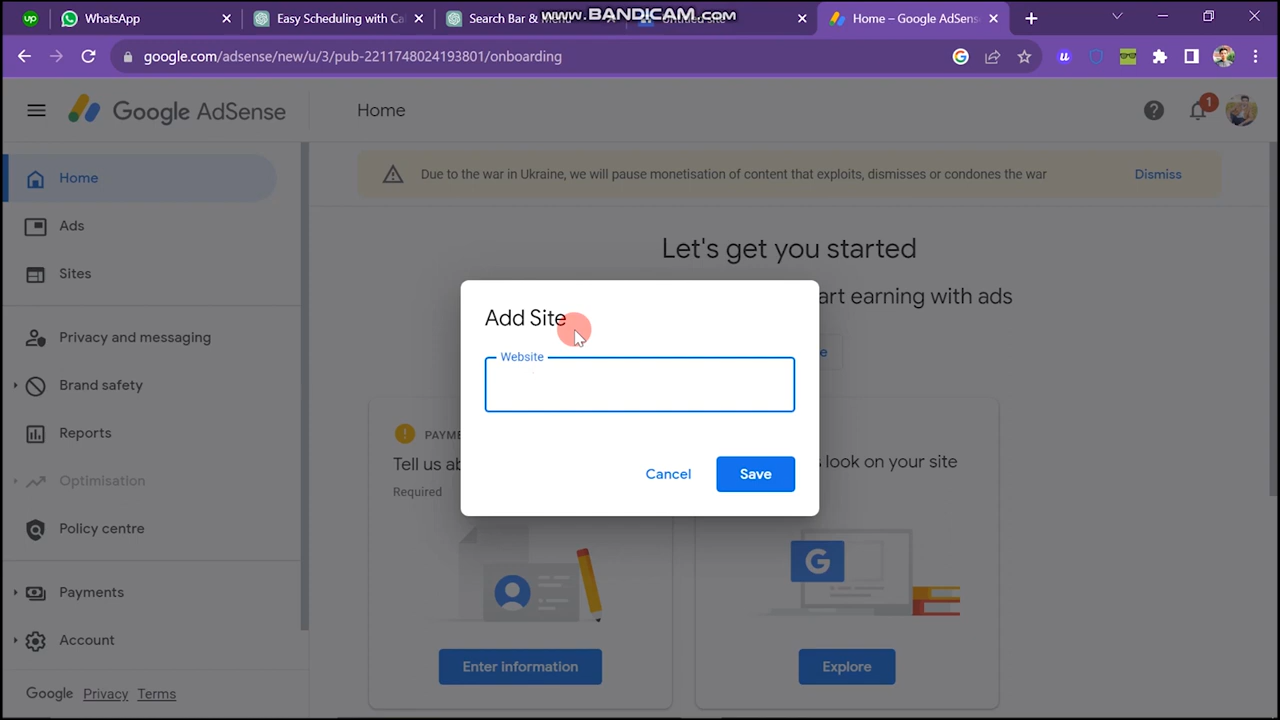 WhatsApp
Easy Scheduling with Ca
Search Bar &
www.BANDICAM.com
Home – Google AdSens
google.com/adsense/new/u/3/pub-2211748024193801/onboarding
Google AdSense
Home
1
Home
Due to the war in Ukraine, we will pause monetisation of content that exploits, dismisses or condones the war
Dismiss
Ads
Let's get you started
Sites
art earning with ads
Add Site
Privacy and messaging
Website
Brand safety
Reports
PAYME
Tell us ab
s look on your site
Cancel
Save
Optimisation
Required
Policy centre
Payments
Account
Enter information
Explore
Google
Privacy
Terms